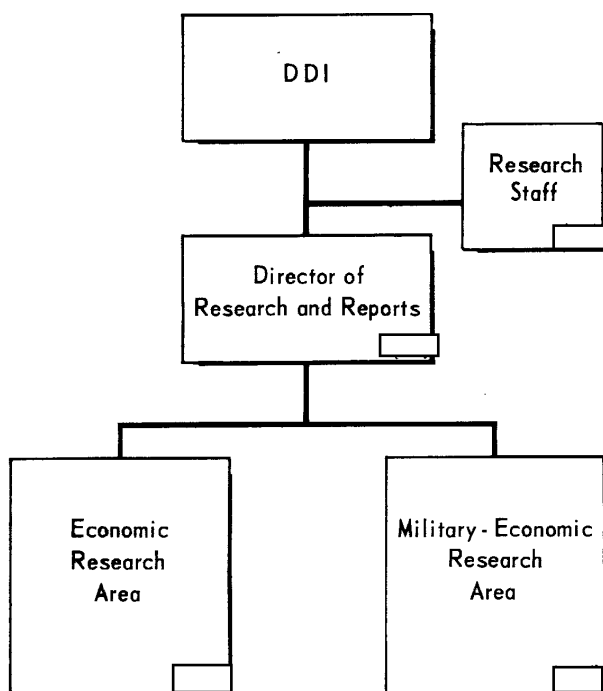 DDI
Research
Staff
Director of
Research and Reports
Economic
Research
Area
Military-Economic
Research
Area